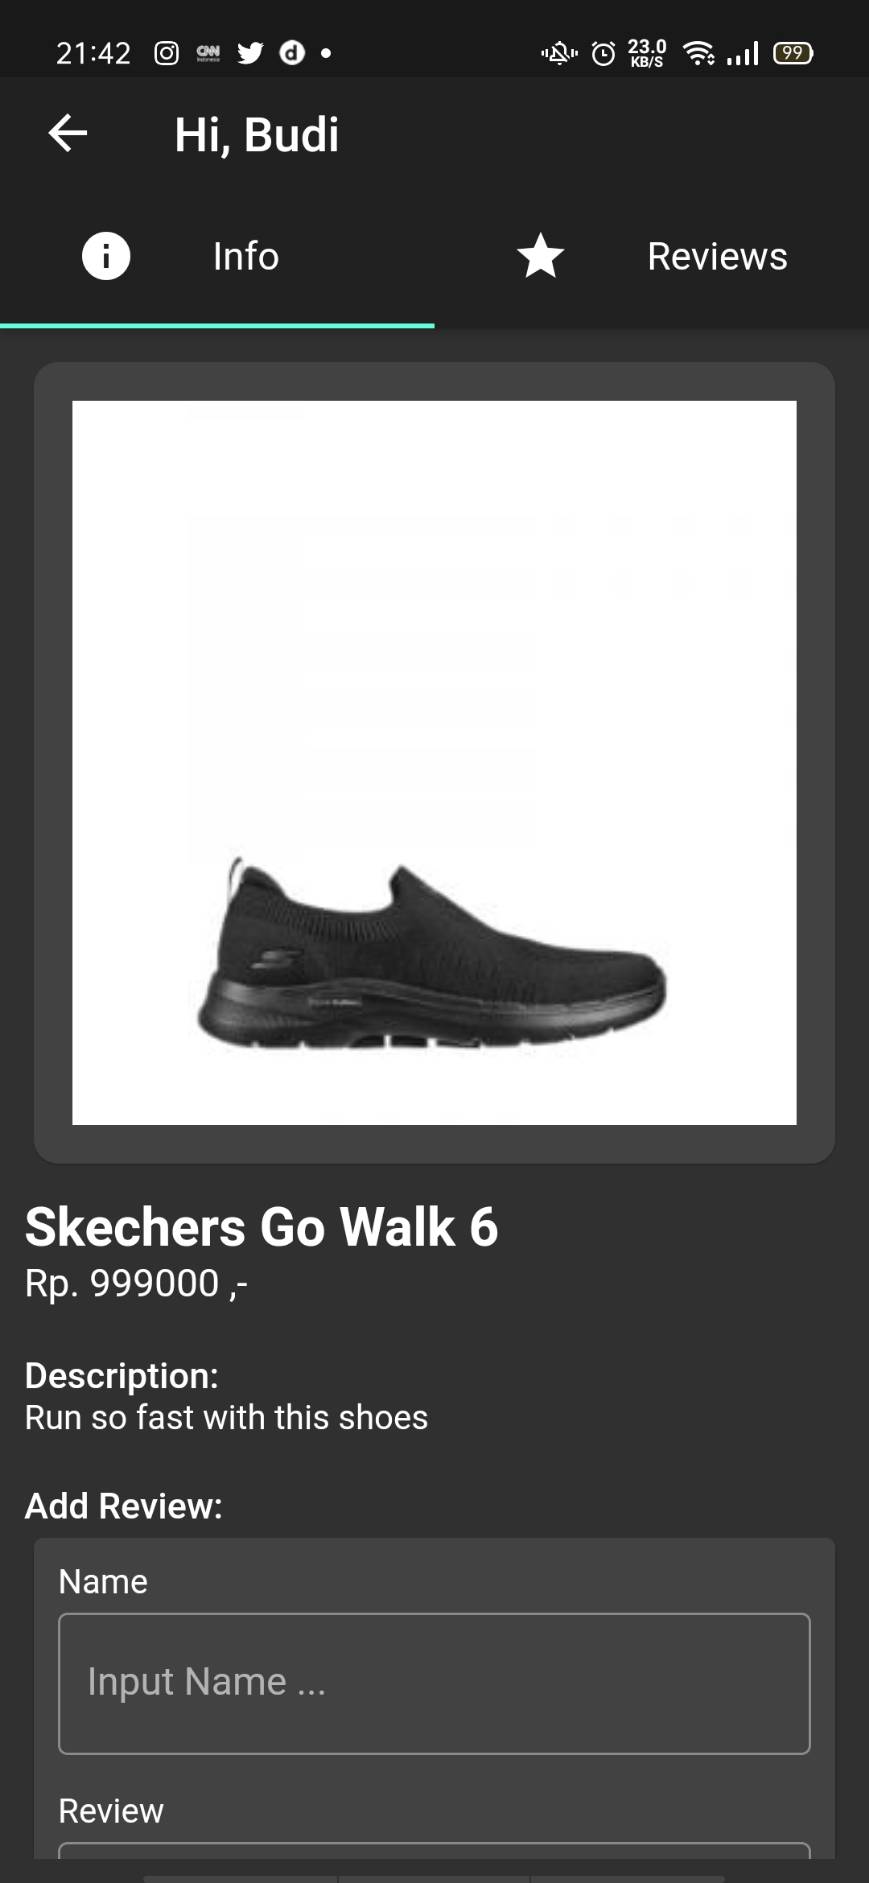 21:42 CNN Indonesia d 23.0 KB/S 99
Hi, Budi
Info Reviews
Skechers Go Walk 6
Rp. 999000 ,-
Description:
Run so fast with this shoes
Add Review:
Name
Input Name ...
Review